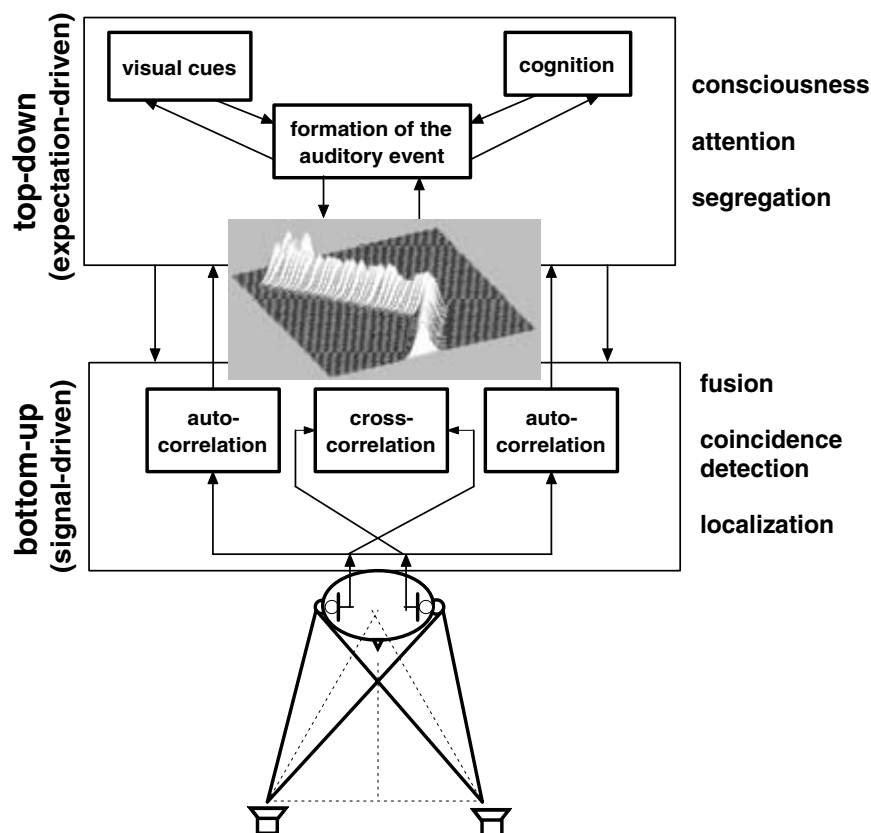 top-down
(expectation-driven)
visual cues
cognition
formation of the
auditory event
consciousness
attention
segregation
bottom-up
(signal-driven)
auto-
correlation
cross-
correlation
auto-
correlation
fusion
coincidence
detection
localization